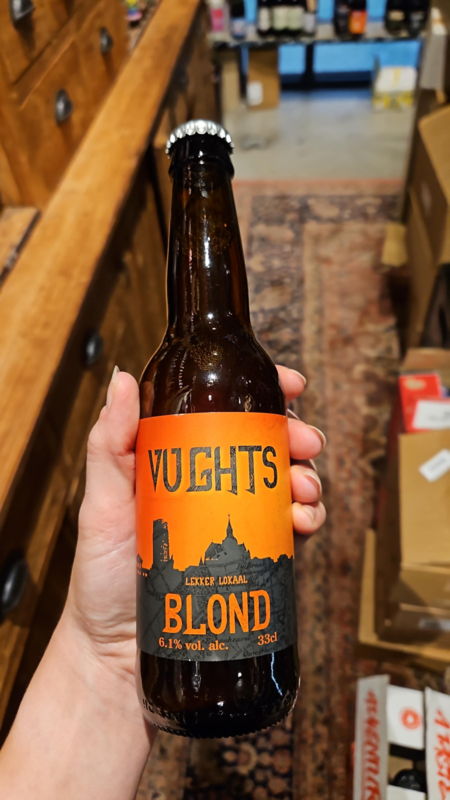 VUGHTS
LEKKER LOKAAL
BLOND
6.1% vol. alc. 33cl